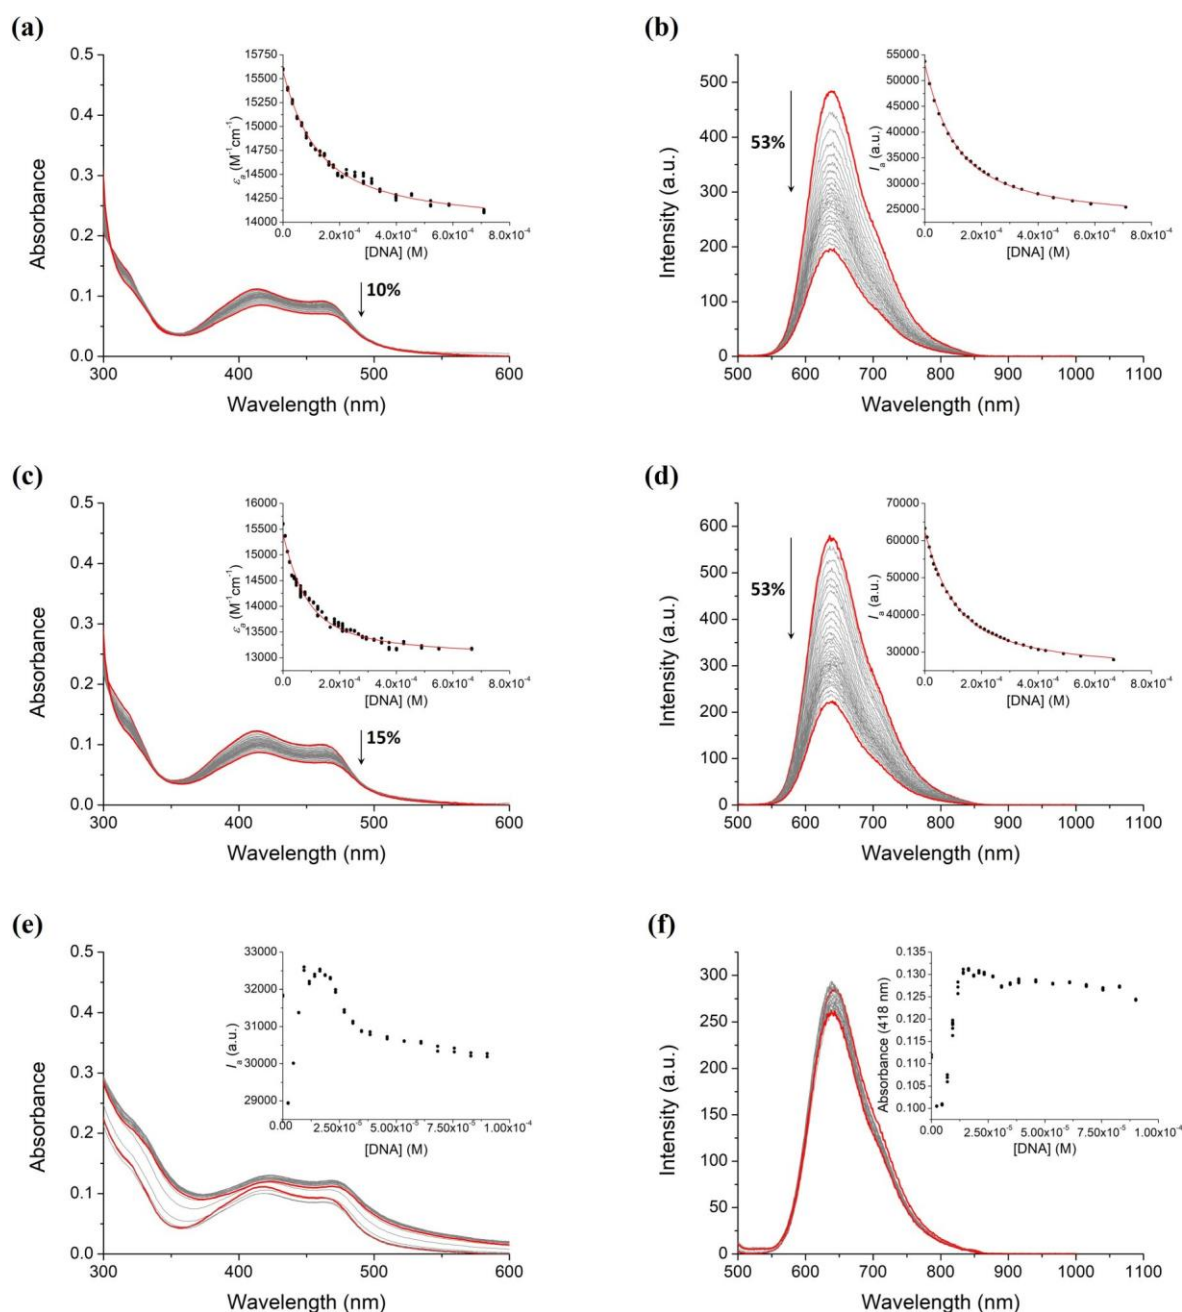 (a)
0.5
0.4
0.3
0.2
0.1
0.0
Absorbance
300
400
500
600
Wavelength (nm)
10%
15750
15500
15250
15000
14750
14500
14250
14000
εa (M⁻¹cm⁻¹)
0.0
2.0x10⁻⁴
4.0x10⁻⁴
6.0x10⁻⁴
8.0x10⁻⁴
[DNA] (M)
(b)
500
400
300
200
100
0
Intensity (a.u.)
500
600
700
800
900
1000
1100
Wavelength (nm)
53%
55000
50000
45000
40000
35000
30000
25000
Ia (a.u.)
0.0
2.0x10⁻⁴
4.0x10⁻⁴
6.0x10⁻⁴
8.0x10⁻⁴
[DNA] (M)
(c)
0.5
0.4
0.3
0.2
0.1
0.0
Absorbance
300
400
500
600
Wavelength (nm)
15%
16000
15500
15000
14500
14000
13500
13000
εa (M⁻¹cm⁻¹)
0.0
2.0x10⁻⁴
4.0x10⁻⁴
6.0x10⁻⁴
8.0x10⁻⁴
[DNA] (M)
(d)
600
500
400
300
200
100
0
Intensity (a.u.)
500
600
700
800
900
1000
1100
Wavelength (nm)
53%
70000
60000
50000
40000
30000
Ia (a.u.)
0.0
2.0x10⁻⁴
4.0x10⁻⁴
6.0x10⁻⁴
8.0x10⁻⁴
[DNA] (M)
(e)
0.5
0.4
0.3
0.2
0.1
0.0
Absorbance
300
400
500
600
Wavelength (nm)
33000
32000
31000
30000
29000
Ia (a.u.)
0.00
2.50x10⁻⁵
5.00x10⁻⁵
7.50x10⁻⁵
1.00x10⁻⁴
[DNA] (M)
(f)
300
250
200
150
100
50
0
Intensity (a.u.)
500
600
700
800
900
1000
1100
Wavelength (nm)
0.135
0.130
0.125
0.120
0.115
0.110
0.105
0.100
Absorbance (418 nm)
0.00
2.50x10⁻⁵
5.00x10⁻⁵
7.50x10⁻⁵
1.00x10⁻⁴
[DNA] (M)